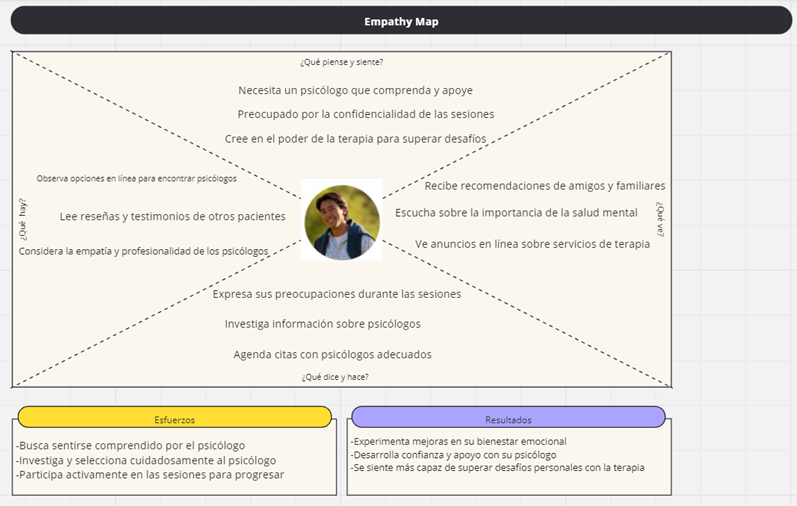 Empathy Map
¿Qué piense y siente?
Necesita un psicólogo que comprenda y apoye
Preocupado por la confidencialidad de las sesiones
Cree en el poder de la terapia para superar desafíos
¿Qué hay?
Observa opciones en línea para encontrar psicólogos
Lee reseñas y testimonios de otros pacientes
Considera la empatía y profesionalidad de los psicólogos
Recibe recomendaciones de amigos y familiares
Escucha sobre la importancia de la salud mental
Ve anuncios en línea sobre servicios de terapia
¿Qué ve?
Expresa sus preocupaciones durante las sesiones
Investiga información sobre psicólogos
Agenda citas con psicólogos adecuados
¿Qué dice y hace?
Esfuerzos
-Busca sentirse comprendido por el psicólogo
-Investiga y selecciona cuidadosamente al psicólogo
-Participa activamente en las sesiones para progresar
Resultados
-Experimenta mejoras en su bienestar emocional
-Desarrolla confianza y apoyo con su psicólogo
-Se siente más capaz de superar desafíos personales con la terapia